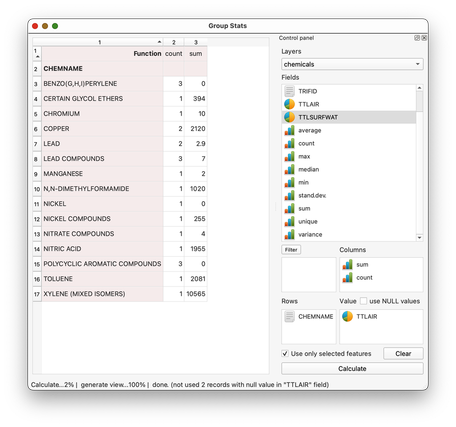 Group Stats
1 2 3
1 Function count sum
2 CHEMNAME
3 BENZO(G,H,I)PERYLENE 3 0
4 CERTAIN GLYCOL ETHERS 1 394
5 CHROMIUM 1 10
6 COPPER 2 2120
7 LEAD 2 2.9
8 LEAD COMPOUNDS 3 7
9 MANGANESE 1 2
10 N,N-DIMETHYLFORMAMIDE 1 1020
11 NICKEL 1 0
12 NICKEL COMPOUNDS 1 255
13 NITRATE COMPOUNDS 1 4
14 NITRIC ACID 1 1955
15 POLYCYCLIC AROMATIC COMPOUNDS 3 0
16 TOLUENE 1 2081
17 XYLENE (MIXED ISOMERS) 1 10565
Control panel
Layers
chemicals
Fields
TRIFID
TTLAIR
TTLSURFWAT
average
count
max
median
min
stand.dev.
sum
unique
variance
Filter
Columns
sum
count
Rows
CHEMNAME
Value use NULL values
TTLAIR
Use only selected features
Clear
Calculate
Calculate...2% | generate view...100% | done. (not used 2 records with null value in "TTLAIR" field)